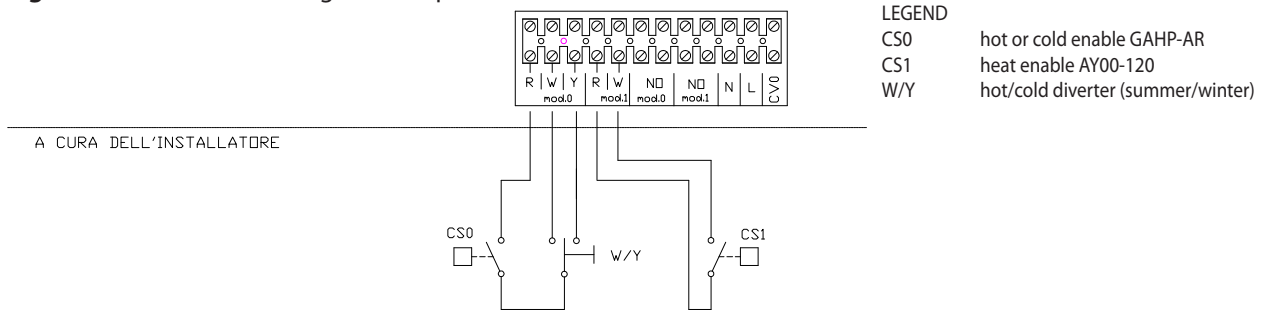 LEGEND
CS0 hot or cold enable GAHP-AR
CS1 heat enable AY00-120
W/Y hot/cold diverter (summer/winter)
R W Y R W NO NO N L CV0
mod.0 mod.1 mod.0 mod.1
A CURA DELL'INSTALLATORE
CS0
W/Y
CS1